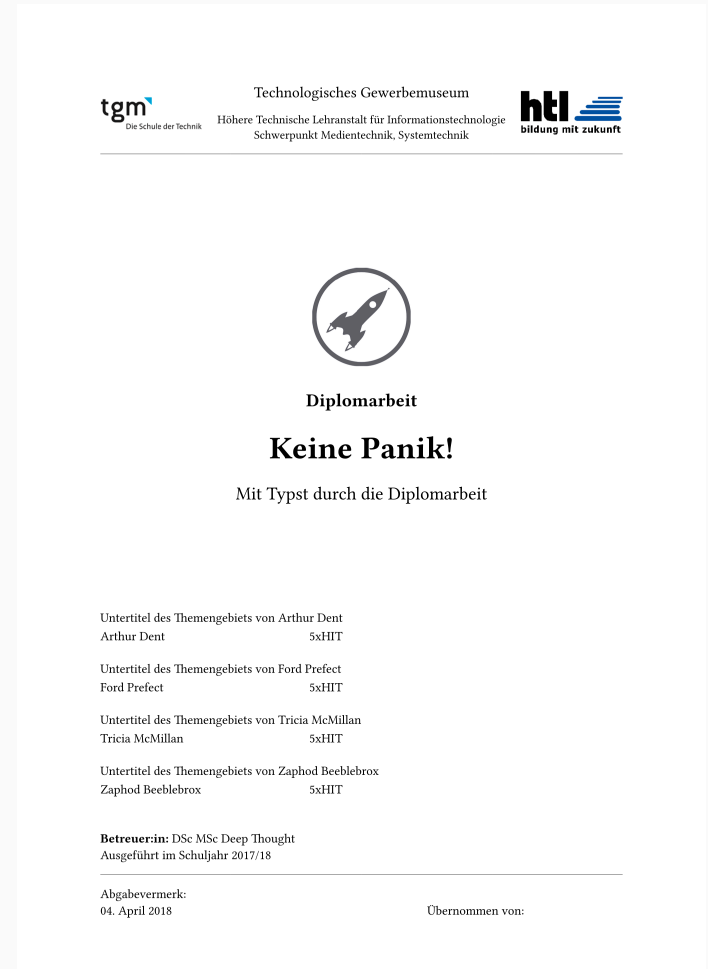 tgm
Die Schule der Technik
Technologisches Gewerbemuseum
Höhere Technische Lehranstalt für Informationstechnologie
Schwerpunkt Medientechnik, Systemtechnik
htl
bildung mit zukunft
Diplomarbeit
Keine Panik!
Mit Typst durch die Diplomarbeit
Untertitel des Themengebiets von Arthur Dent
Arthur Dent 5xHIT
Untertitel des Themengebiets von Ford Prefect
Ford Prefect 5xHIT
Untertitel des Themengebiets von Tricia McMillan
Tricia McMillan 5xHIT
Untertitel des Themengebiets von Zaphod Beeblebrox
Zaphod Beeblebrox 5xHIT
Betreuer:in: DSc MSc Deep Thought
Ausgeführt im Schuljahr 2017/18
Abgabevermerk:
04. April 2018 Übernommen von: